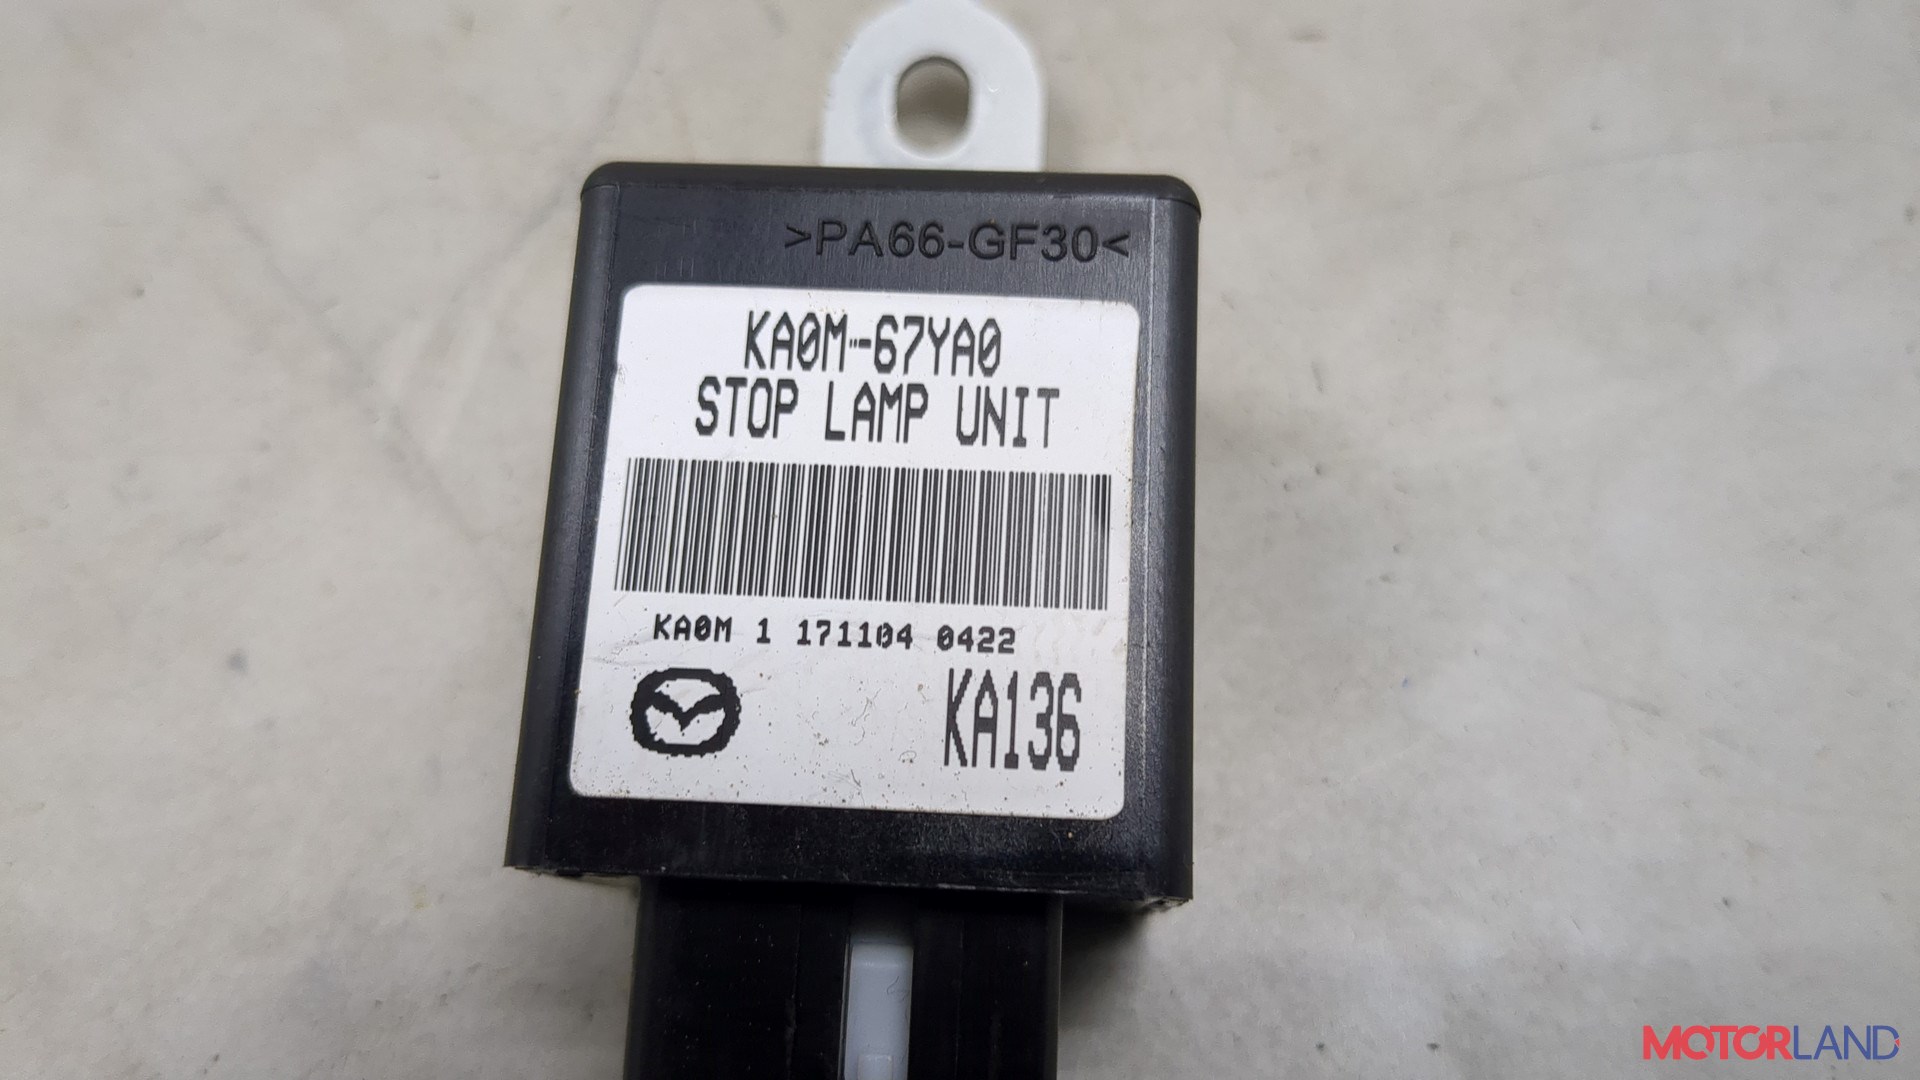 >PA66-GF30<
KA0M-67YA0
STOP LAMP UNIT
KA0M 1 171104 0422
KA136
MOTORLAND